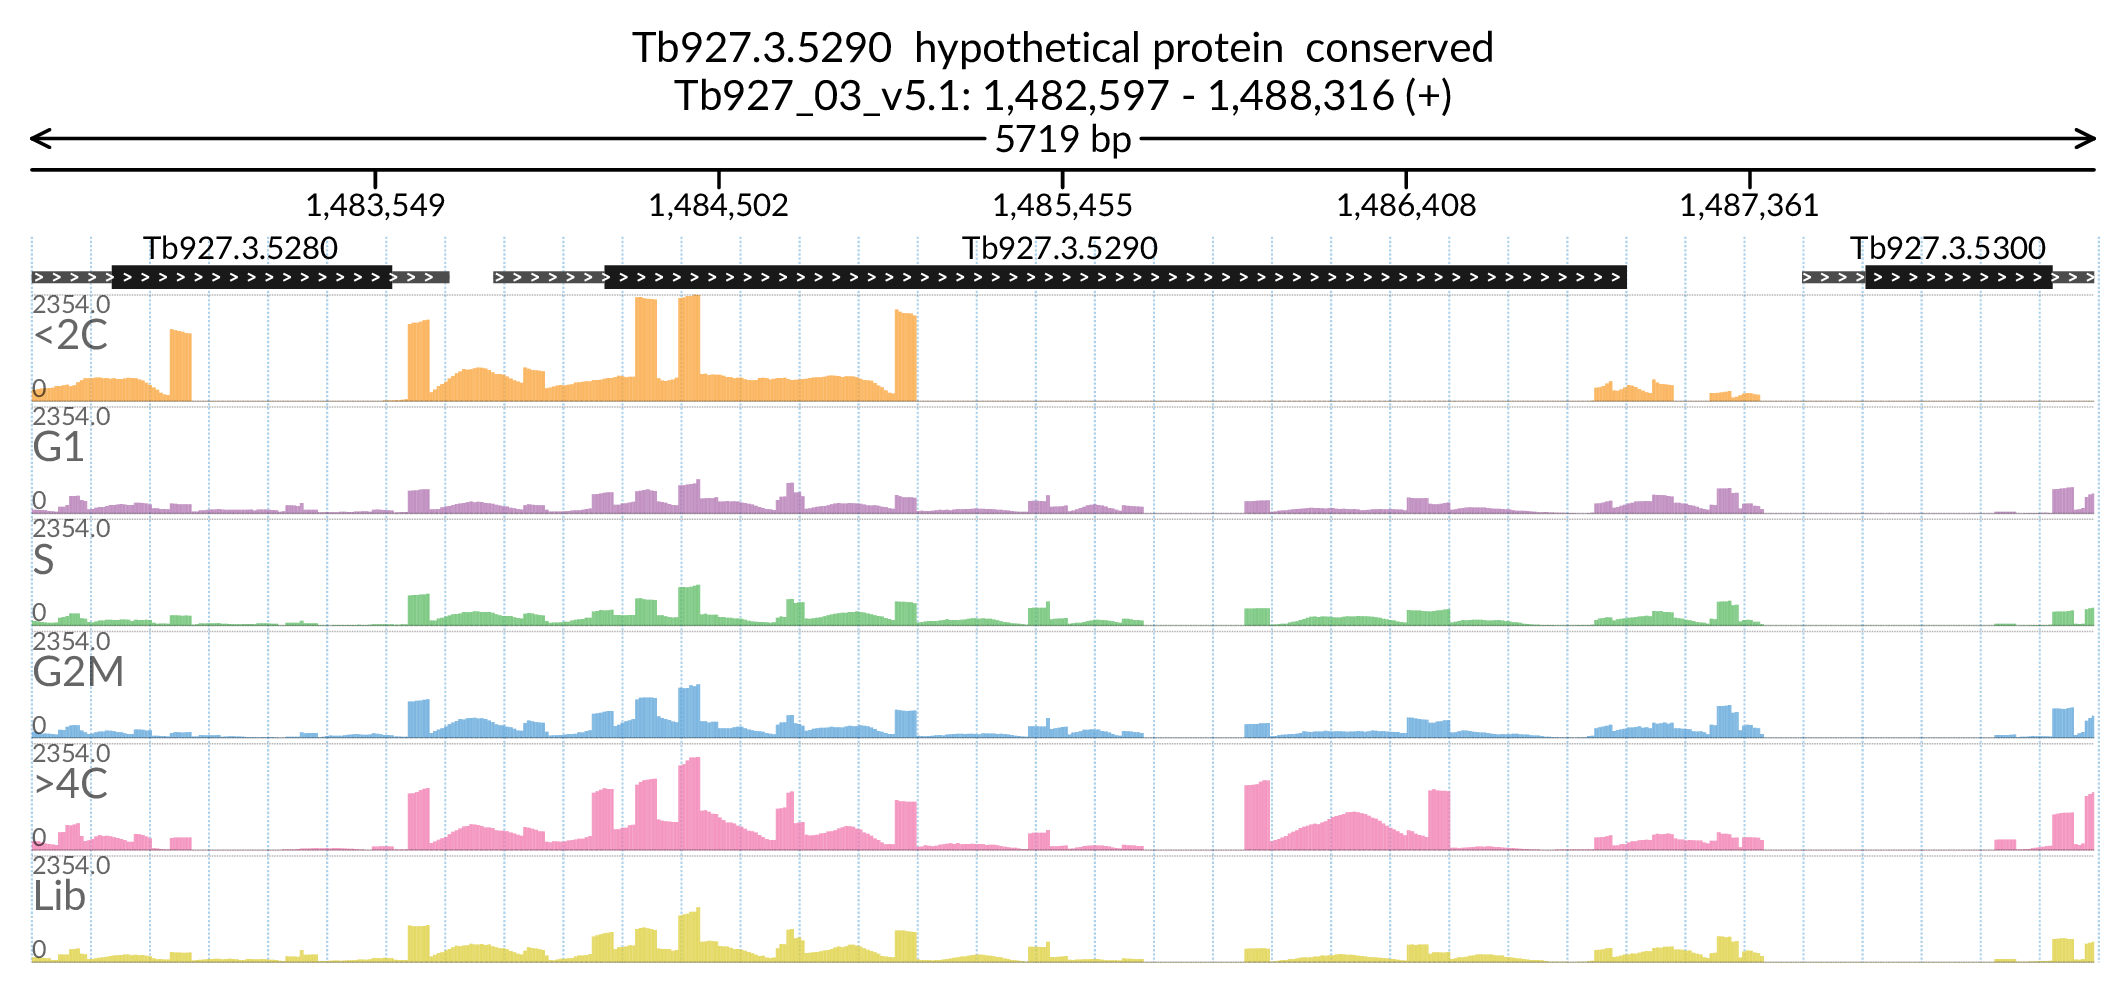 Tb927.3.5290 hypothetical protein conserved
Tb927_03_v5.1: 1,482,597 - 1,488,316 (+)
5719 bp
1,483,549 1,484,502 1,485,455 1,486,408 1,487,361
Tb927.3.5280 Tb927.3.5290 Tb927.3.5300
2354.0
<2C
0
2354.0
G1
0
2354.0
S
0
2354.0
G2M
0
2354.0
>4C
0
2354.0
Lib
0